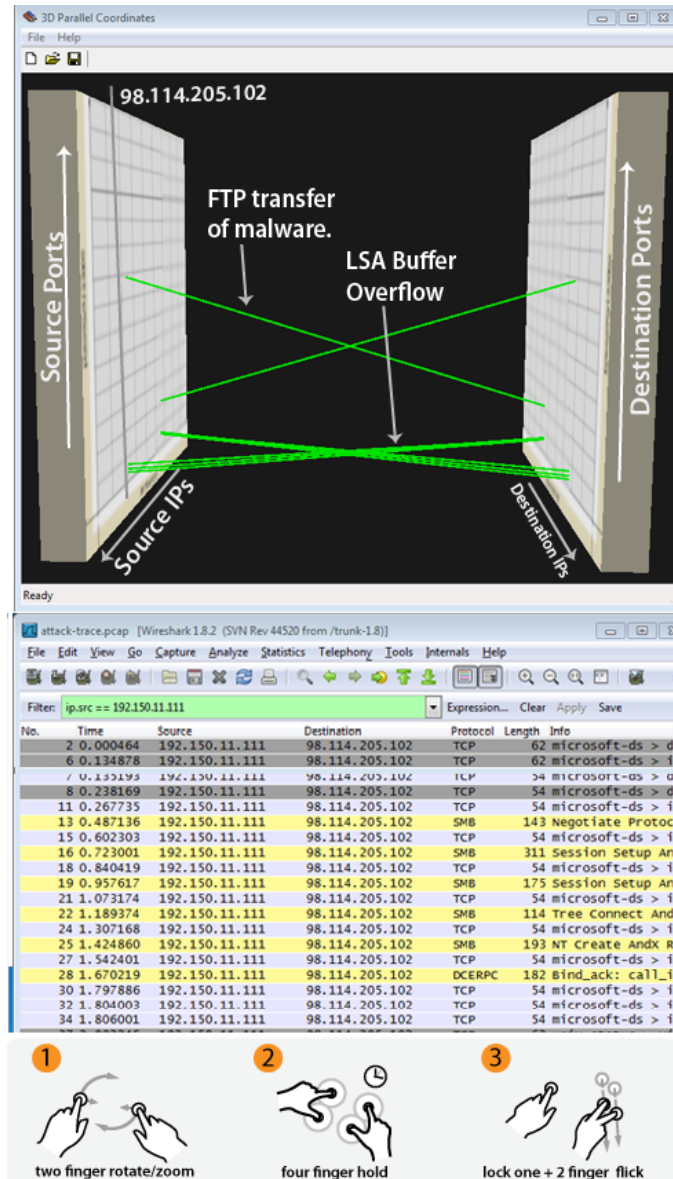 3D Parallel Coordinates
File Help
98.114.205.102
FTP transfer
of malware.
LSA Buffer
Overflow
Source Ports
Destination Ports
Source IPs
Destination IPs
Ready
attack-trace.pcap [Wireshark 1.8.2 (SVN Rev 44520 from /trunk-1.8)]
File Edit View Go Capture Analyze Statistics Telephony Tools Internals Help
Filter: ip.src == 192.150.11.111 Expression... Clear Apply Save
No. Time Source Destination Protocol Length Info
2 0.000464 192.150.11.111 98.114.205.102 TCP 62 microsoft-ds > d
6 0.134878 192.150.11.111 98.114.205.102 TCP 62 microsoft-ds > i
7 0.135193 192.150.11.111 98.114.205.102 TCP 54 microsoft-ds > d
8 0.238169 192.150.11.111 98.114.205.102 TCP 54 microsoft-ds > d
11 0.267735 192.150.11.111 98.114.205.102 TCP 54 microsoft-ds > i
13 0.487136 192.150.11.111 98.114.205.102 SMB 143 Negotiate Protoc
15 0.602303 192.150.11.111 98.114.205.102 TCP 54 microsoft-ds > i
16 0.723001 192.150.11.111 98.114.205.102 SMB 311 Session Setup An
18 0.840419 192.150.11.111 98.114.205.102 TCP 54 microsoft-ds > i
19 0.957617 192.150.11.111 98.114.205.102 SMB 175 Session Setup An
21 1.073174 192.150.11.111 98.114.205.102 TCP 54 microsoft-ds > i
22 1.189374 192.150.11.111 98.114.205.102 SMB 114 Tree Connect And
24 1.307168 192.150.11.111 98.114.205.102 TCP 54 microsoft-ds > i
25 1.424860 192.150.11.111 98.114.205.102 SMB 193 NT Create AndX R
27 1.542401 192.150.11.111 98.114.205.102 TCP 54 microsoft-ds > i
28 1.670219 192.150.11.111 98.114.205.102 DCERPC 182 Bind_ack: call_i
30 1.797886 192.150.11.111 98.114.205.102 TCP 54 microsoft-ds > i
32 1.804003 192.150.11.111 98.114.205.102 TCP 54 microsoft-ds > i
34 1.806001 192.150.11.111 98.114.205.102 TCP 54 microsoft-ds > i
1 2 3
two finger rotate/zoom four finger hold lock one + 2 finger flick